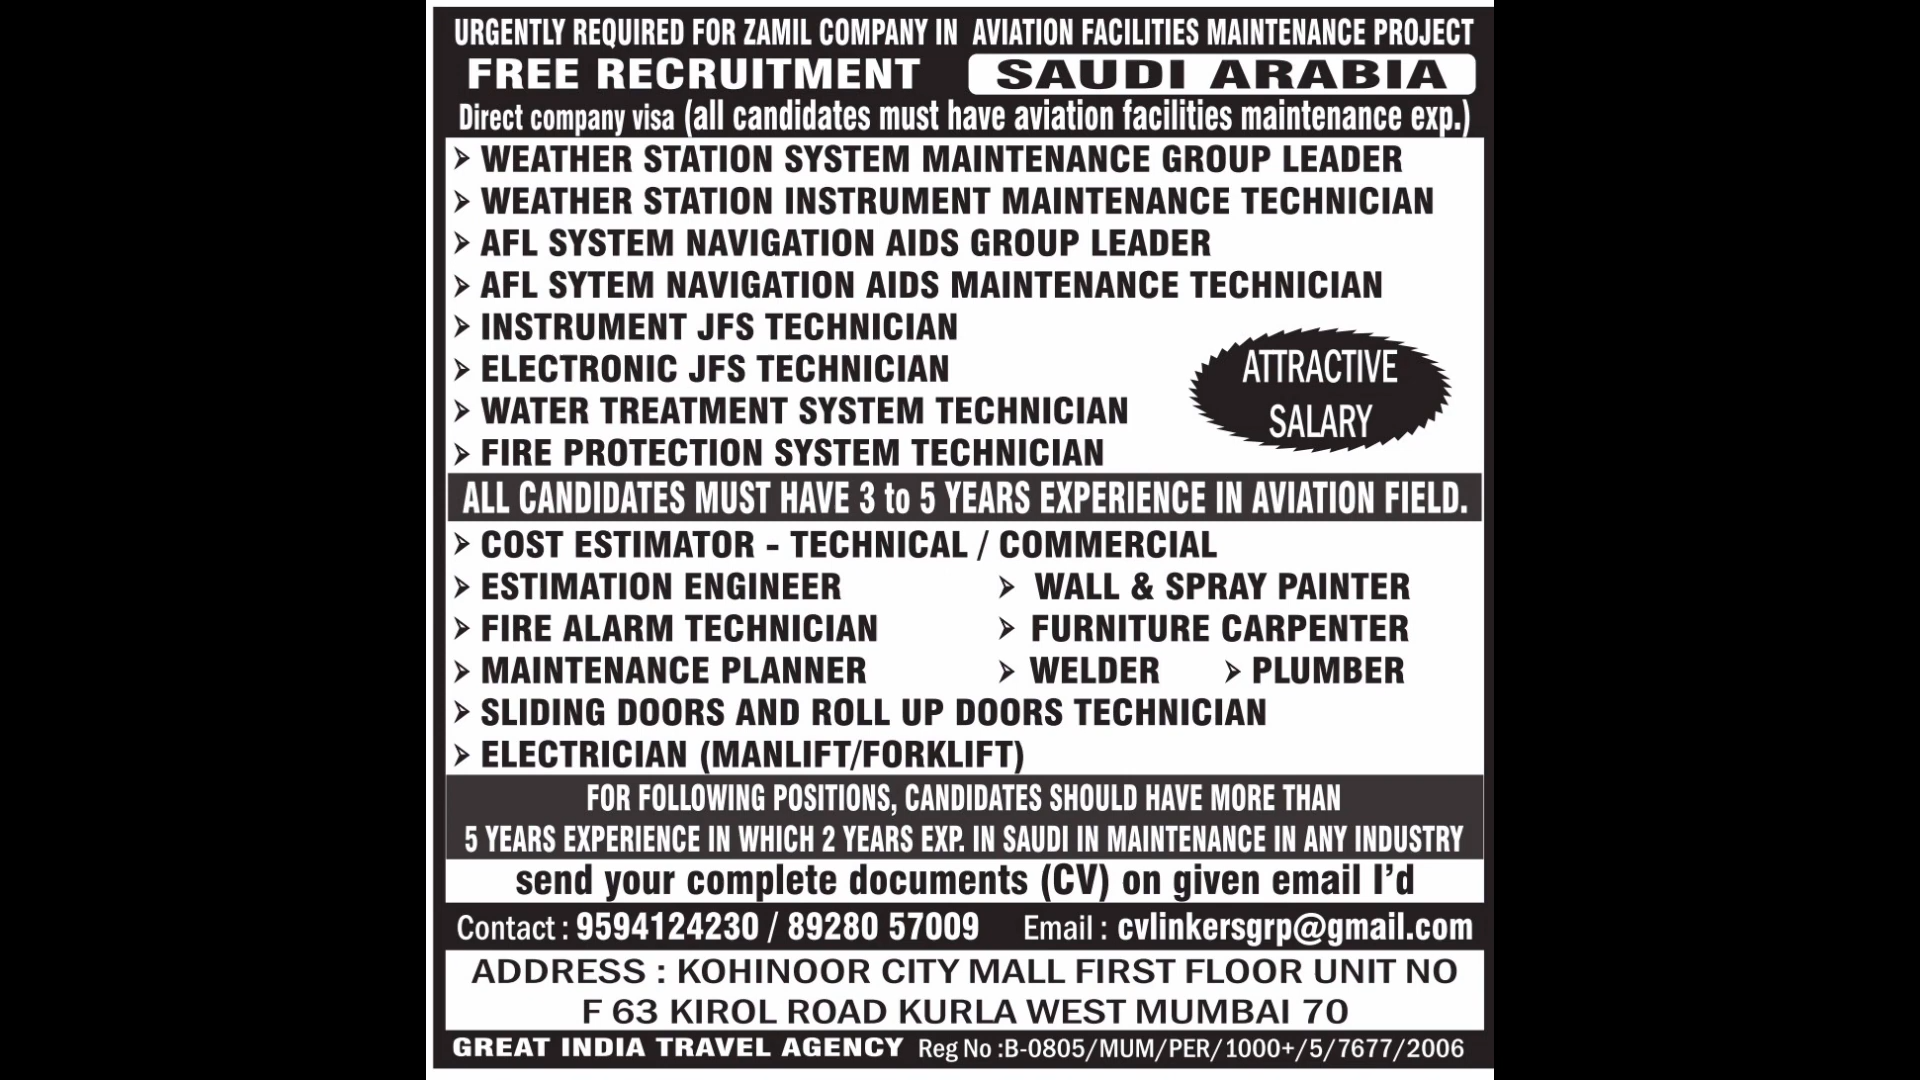 URGENTLY REQUIRED FOR ZAMIL COMPANY IN AVIATION FACILITIES MAINTENANCE PROJECT
FREE RECRUITMENT SAUDI ARABIA
Direct company visa (all candidates must have aviation facilities maintenance exp.)
➢ WEATHER STATION SYSTEM MAINTENANCE GROUP LEADER
➢ WEATHER STATION INSTRUMENT MAINTENANCE TECHNICIAN
➢ AFL SYSTEM NAVIGATION AIDS GROUP LEADER
➢ AFL SYTEM NAVIGATION AIDS MAINTENANCE TECHNICIAN
➢ INSTRUMENT JFS TECHNICIAN
➢ ELECTRONIC JFS TECHNICIAN
➢ WATER TREATMENT SYSTEM TECHNICIAN
➢ FIRE PROTECTION SYSTEM TECHNICIAN
ATTRACTIVE
SALARY
ALL CANDIDATES MUST HAVE 3 to 5 YEARS EXPERIENCE IN AVIATION FIELD.
➢ COST ESTIMATOR - TECHNICAL / COMMERCIAL
➢ ESTIMATION ENGINEER ➢ WALL & SPRAY PAINTER
➢ FIRE ALARM TECHNICIAN ➢ FURNITURE CARPENTER
➢ MAINTENANCE PLANNER ➢ WELDER ➢ PLUMBER
➢ SLIDING DOORS AND ROLL UP DOORS TECHNICIAN
➢ ELECTRICIAN (MANLIFT/FORKLIFT)
FOR FOLLOWING POSITIONS, CANDIDATES SHOULD HAVE MORE THAN
5 YEARS EXPERIENCE IN WHICH 2 YEARS EXP. IN SAUDI IN MAINTENANCE IN ANY INDUSTRY
send your complete documents (CV) on given email I'd
Contact : 9594124230 / 89280 57009 Email : cvlinkersgrp@gmail.com
ADDRESS : KOHINOOR CITY MALL FIRST FLOOR UNIT NO
F 63 KIROL ROAD KURLA WEST MUMBAI 70
GREAT INDIA TRAVEL AGENCY Reg No :B-0805/MUM/PER/1000+/5/7677/2006